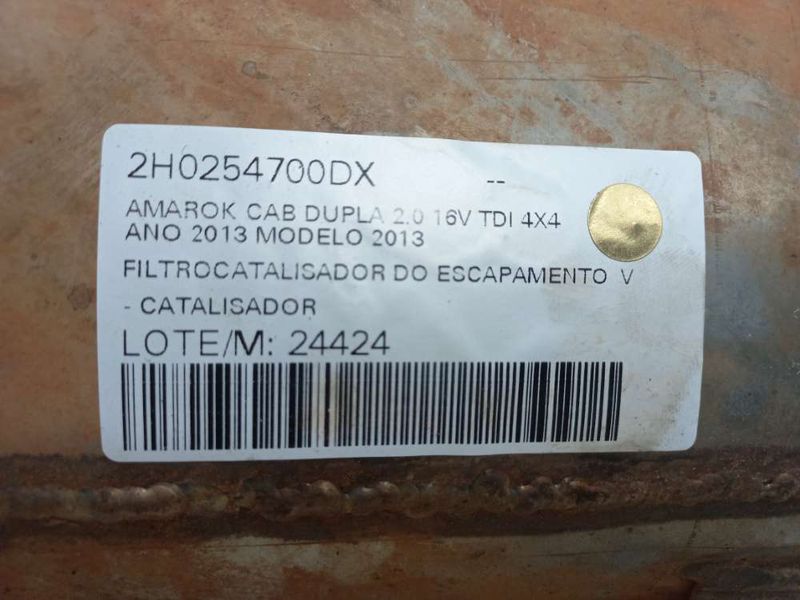 2H0254700DX --
AMAROK CAB DUPLA 2.0 16V TDI 4X4
ANO 2013 MODELO 2013
FILTROCATALISADOR DO ESCAPAMENTO V
- CATALISADOR
LOTE/M: 24424